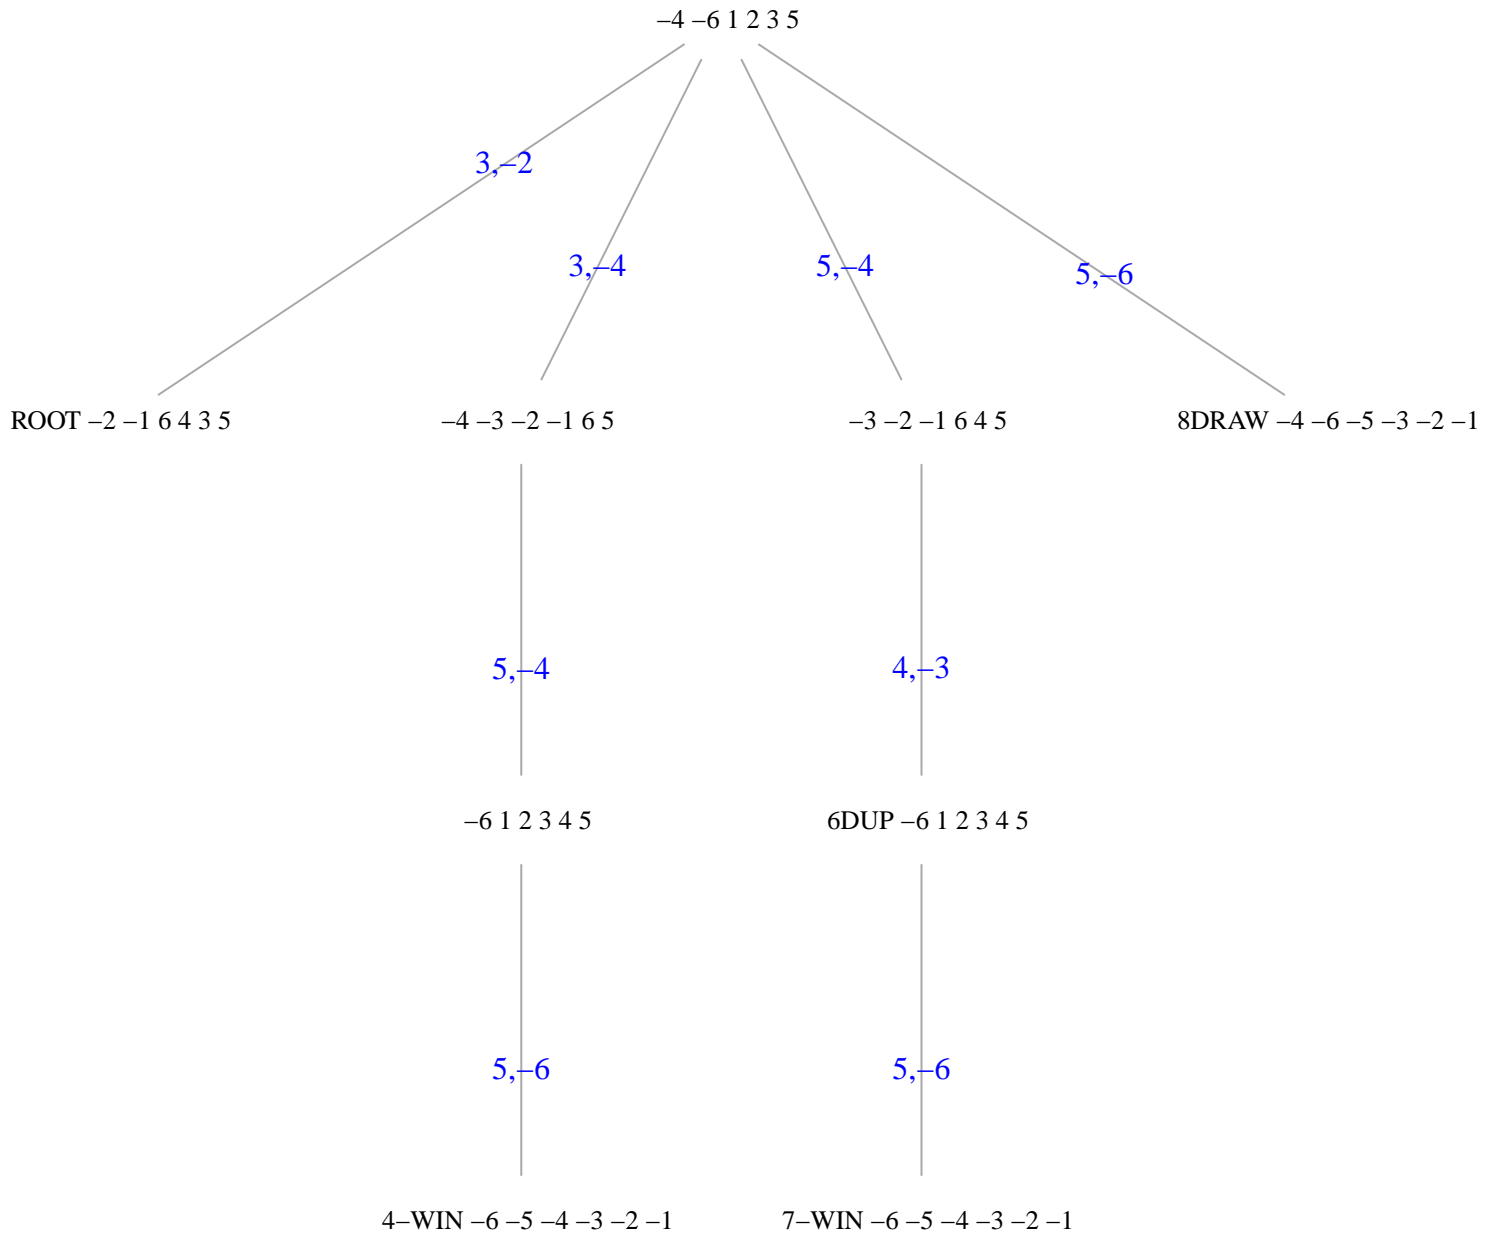 –4 –6 1 2 3 5
3,–2
3,–4
5,–4
5,–6
ROOT –2 –1 6 4 3 5
–4 –3 –2 –1 6 5
–3 –2 –1 6 4 5
8DRAW –4 –6 –5 –3 –2 –1
5,–4
4,–3
–6 1 2 3 4 5
6DUP –6 1 2 3 4 5
5,–6
5,–6
4–WIN –6 –5 –4 –3 –2 –1
7–WIN –6 –5 –4 –3 –2 –1